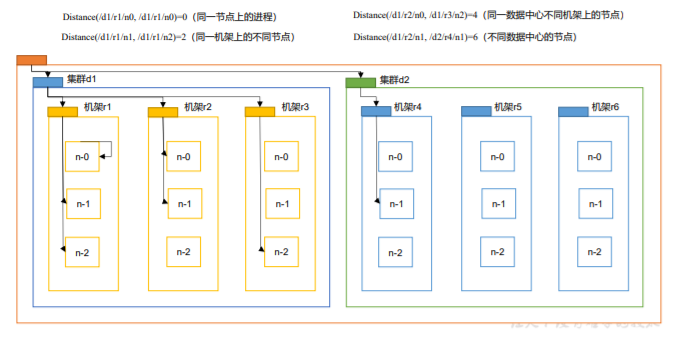 Distance(/d1/r1/n0, /d1/r1/n0)=0（同一节点上的进程）
Distance(/d1/r2/n0, /d1/r3/n2)=4（同一数据中心不同机架上的节点）
Distance(/d1/r1/n1, /d1/r1/n2)=2（同一机架上的不同节点）
Distance(/d1/r2/n1, /d2/r4/n1)=6（不同数据中心的节点）
集群d1
集群d2
机架r1
机架r2
机架r3
机架r4
机架r5
机架r6
n-0
n-0
n-0
n-0
n-0
n-0
n-1
n-1
n-1
n-1
n-1
n-1
n-2
n-2
n-2
n-2
n-2
n-2